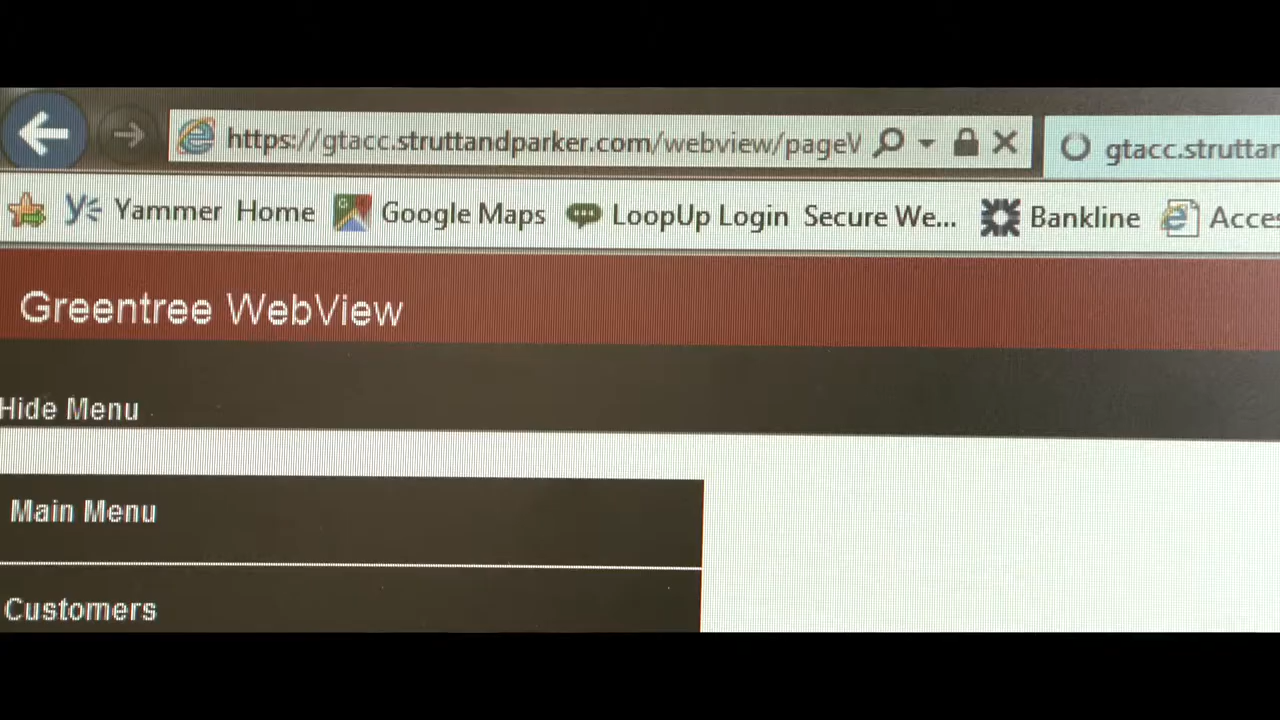 https://gtacc.struttandparker.com/webview/pageV
gtacc.struttar
Yammer Home Google Maps LoopUp Login Secure We... Bankline Acces
Greentree WebView
Hide Menu
Main Menu
Customers